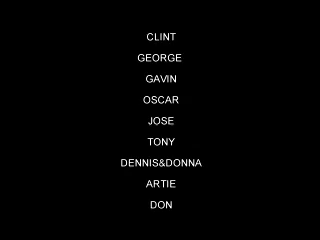 CLINT
GEORGE
GAVIN
OSCAR
JOSE
TONY
DENNIS&DONNA
ARTIE
DON